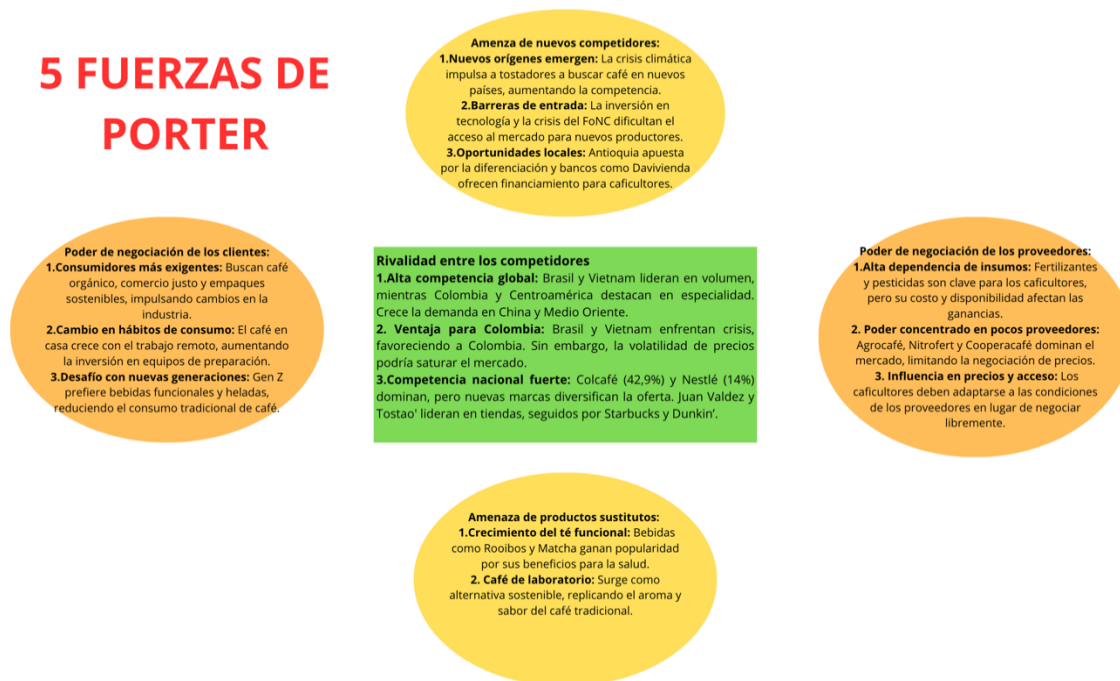 5 FUERZAS DE
PORTER
Amenza de nuevos competidores:
1.Nuevos orígenes emergen: La crisis climática
impulsa a tostadores a buscar café en nuevos
países, aumentando la competencia.
2.Barreras de entrada: La inversión en
tecnología y la crisis del FoNC dificultan el
acceso al mercado para nuevos productores.
3.Oportunidades locales: Antioquia apuesta
por la diferenciación y bancos como Davivienda
ofrecen financiamiento para caficultores.
Poder de negociación de los clientes:
1.Consumidores más exigentes: Buscan café
orgánico, comercio justo y empaques
sostenibles, impulsando cambios en la
industria.
2.Cambio en hábitos de consumo: El café en
casa crece con el trabajo remoto, aumentando
la inversión en equipos de preparación.
3.Desafío con nuevas generaciones: Gen Z
prefiere bebidas funcionales y heladas,
reduciendo el consumo tradicional de café.
Rivalidad entre los competidores
1.Alta competencia global: Brasil y Vietnam lideran en volumen,
mientras Colombia y Centroamérica destacan en especialidad.
Crece la demanda en China y Medio Oriente.
2. Ventaja para Colombia: Brasil y Vietnam enfrentan crisis,
favoreciendo a Colombia. Sin embargo, la volatilidad de precios
podría saturar el mercado.
3.Competencia nacional fuerte: Colcafé (42,9%) y Nestlé (14%)
dominan, pero nuevas marcas diversifican la oferta. Juan Valdez y
Tostao' lideran en tiendas, seguidos por Starbucks y Dunkin'.
Poder de negociación de los proveedores:
1.Alta dependencia de insumos: Fertilizantes
y pesticidas son clave para los caficultores,
pero su costo y disponibilidad afectan las
ganancias.
2. Poder concentrado en pocos proveedores:
Agrocafé, Nitrofert y Cooperacafé dominan el
mercado, limitando la negociación de precios.
3. Influencia en precios y acceso: Los
caficultores deben adaptarse a las condiciones
de los proveedores en lugar de negociar
libremente.
Amenaza de productos sustitutos:
1.Crecimiento del té funcional: Bebidas
como Rooibos y Matcha ganan popularidad
por sus beneficios para la salud.
2. Café de laboratorio: Surge como
alternativa sostenible, replicando el aroma y
sabor del café tradicional.